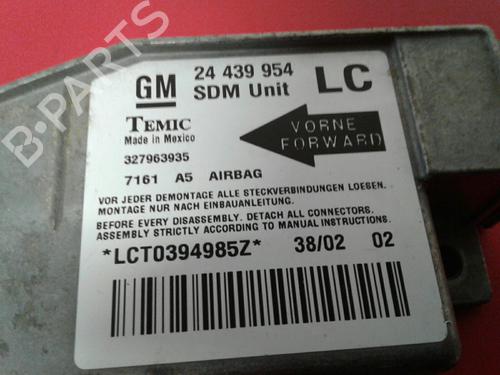 GM 24 439 954 LC
SDM Unit
TEMIC
Made in Mexico
327963935
7161 A5 AIRBAG
VORNE
FORWARD
VOR JEDER DEMONTAGE ALLE STECKVERBINDUNGEN LOESEN.
MONTAGE NUR NACH EINBAUANLEITUNG.
BEFORE EVERY DISASSEMBLY. DETACH ALL CONNECTORS.
ASSEMBLY STRICTLY ACCORDING TO MANUAL INSTRUCTIONS.
*LCT0394985Z* 38/02 02
B-PARTS